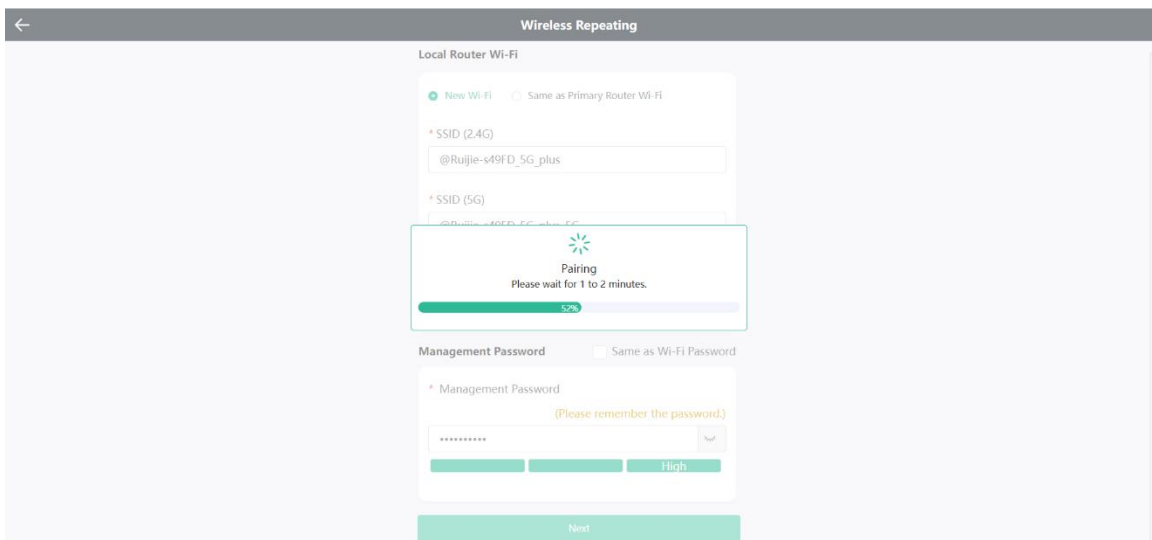 Wireless Repeating
Local Router Wi-Fi
New Wi-Fi Same as Primary Router Wi-Fi
* SSID (2.4G)
@Ruijie-s49FD_5G_plus
* SSID (5G)
@Ruijie-s49FD_5G_plus_5G
Pairing
Please wait for 1 to 2 minutes.
52%
Management Password Same as Wi-Fi Password
* Management Password
(Please remember the password.)
••••••••••
High
Next